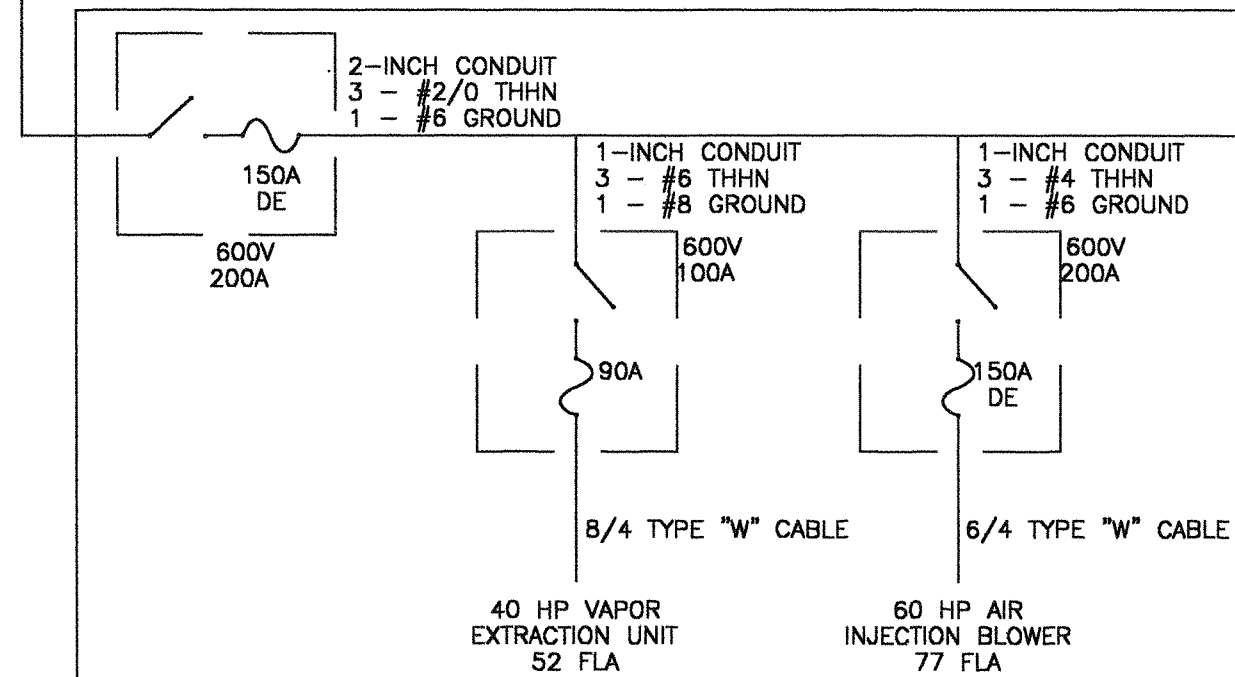 2-INCH CONDUIT
3 - #2/0 THHN
1 - #6 GROUND
150A
DE
600V
200A
1-INCH CONDUIT
3 - #6 THHN
1 - #8 GROUND
600V
100A
90A
8/4 TYPE "W" CABLE
40 HP VAPOR
EXTRACTION UNIT
52 FLA
1-INCH CONDUIT
3 - #4 THHN
1 - #6 GROUND
600V
200A
150A
DE
6/4 TYPE "W" CABLE
60 HP AIR
INJECTION BLOWER
77 FLA